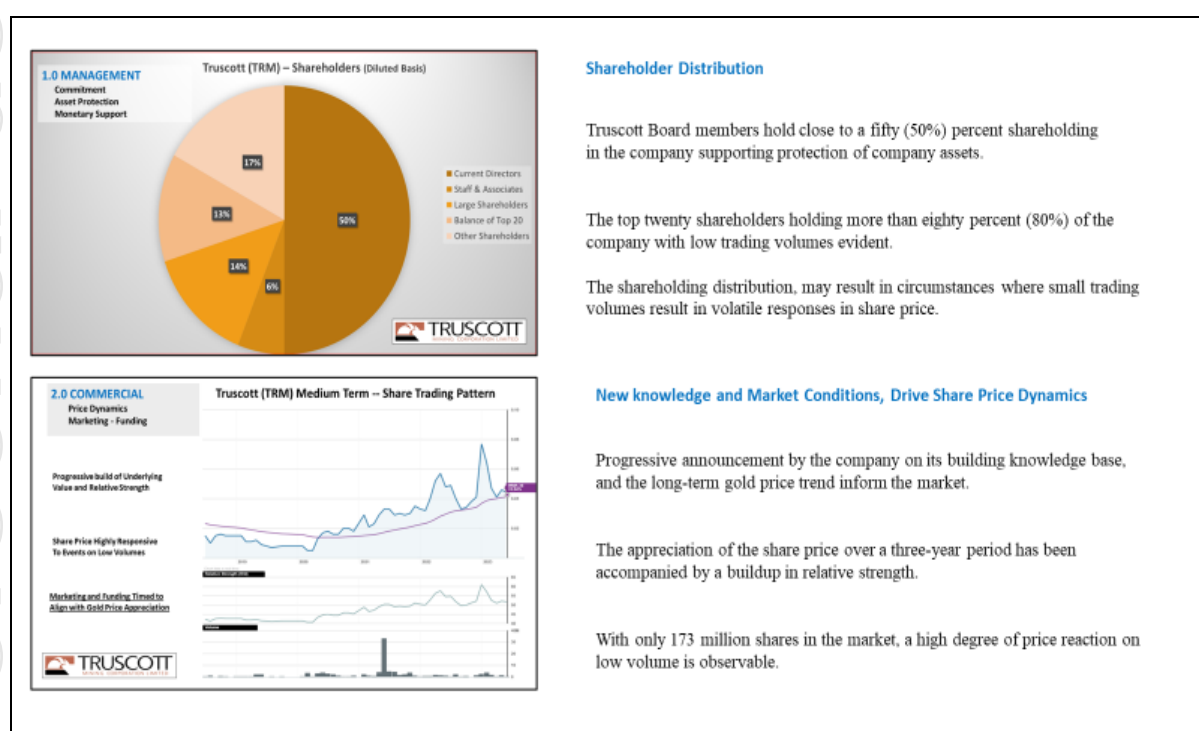 1.0 MANAGEMENT
Commitment
Asset Protection
Monetary Support
Truscott (TRM) – Shareholders (Diluted Basis)
17%
13%
50%
14%
6%
Current Directors
Staff & Associates
Large Shareholders
Balance of Top 20
Other Shareholders
TRUSCOTT
MINING CORPORATION LIMITED
Shareholder Distribution
Truscott Board members hold close to a fifty (50%) percent shareholding
in the company supporting protection of company assets.
The top twenty shareholders holding more than eighty percent (80%) of the
company with low trading volumes evident.
The shareholding distribution, may result in circumstances where small trading
volumes result in volatile responses in share price.
2.0 COMMERCIAL
Price Dynamics
Marketing - Funding
Truscott (TRM) Medium Term -- Share Trading Pattern
Progressive build of Underlying
Value and Relative Strength
Share Price Highly Responsive
To Events on Low Volumes
Marketing and Funding Timed to
Align with Gold Price Appreciation
TRUSCOTT
MINING CORPORATION LIMITED
New knowledge and Market Conditions, Drive Share Price Dynamics
Progressive announcement by the company on its building knowledge base,
and the long-term gold price trend inform the market.
The appreciation of the share price over a three-year period has been
accompanied by a buildup in relative strength.
With only 173 million shares in the market, a high degree of price reaction on
low volume is observable.